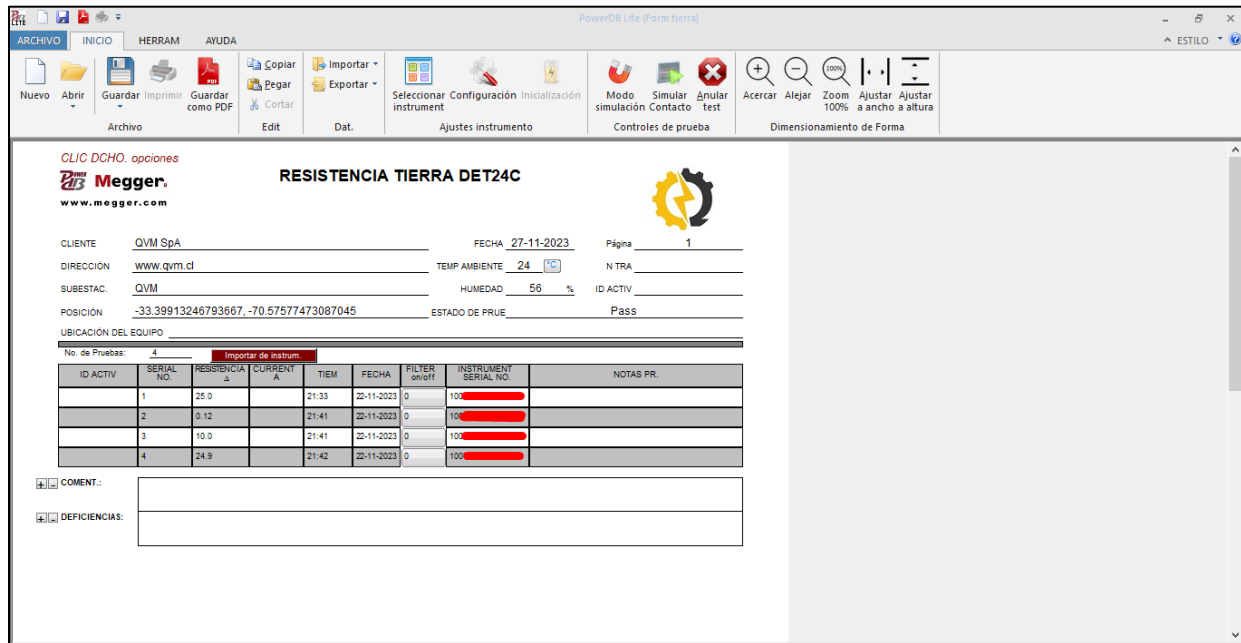 PowerDB Lite (Form tierra)
ARCHIVO INICIO HERRAM AYUDA ESTILO
Nuevo Abrir Guardar Imprimir Guardar como PDF
Copiar
Pegar
Cortar
Importar
Exportar
Seleccionar instrument Configuración Inicialización
Modo simulación Simular Contacto Anular test
Acercar Alejar Zoom 100% Ajustar a ancho Ajustar a altura
Archivo Edit Dat. Ajustes instrumento Controles de prueba Dimensionamiento de Forma
CLIC DCHO. opciones
Megger.
www.megger.com
RESISTENCIA TIERRA DET24C
CLIENTE QVM SpA FECHA 27-11-2023 Página 1
DIRECCIÓN www.qvm.cl TEMP AMBIENTE 24 °C N TRA
SUBESTAC. QVM HUMEDAD 56 % ID ACTIV
POSICIÓN -33.39913246793667, -70.57577473087045 ESTADO DE PRUE Pass
UBICACIÓN DEL EQUIPO
No. de Pruebas: 4 Importar de instrum.
ID ACTIV SERIAL NO. RESISTENCIA Δ CURRENT A TIEM FECHA FILTER on/off INSTRUMENT SERIAL NO. NOTAS PR.
1 25.0 21:33 22-11-2023 0 100
2 0.12 21:41 22-11-2023 0 100
3 10.0 21:41 22-11-2023 0 100
4 24.9 21:42 22-11-2023 0 100
COMENT.:
DEFICIENCIAS: